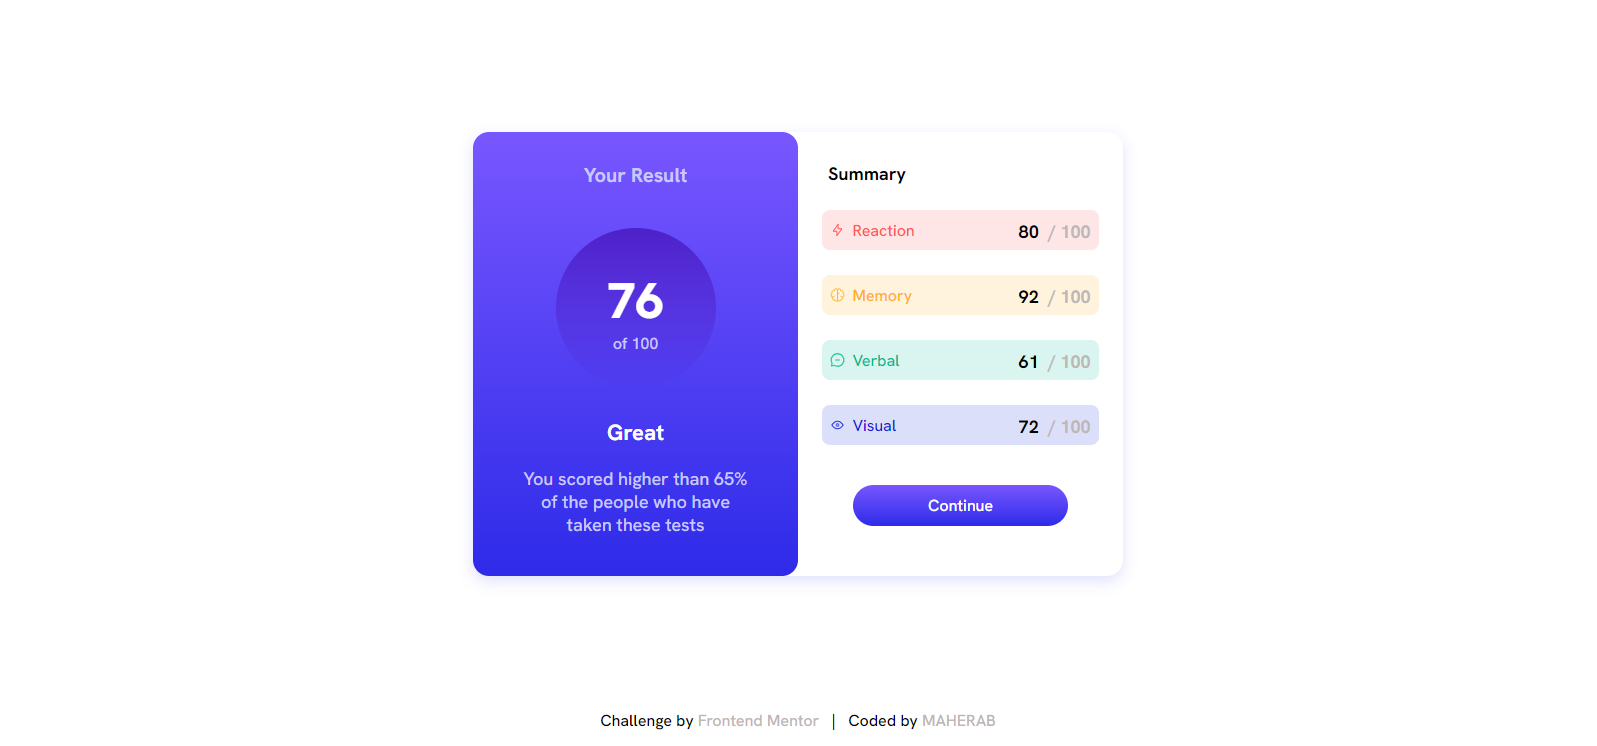 Your Result
76
of 100
Great
You scored higher than 65%
of the people who have
taken these tests
Summary
Reaction 80 / 100
Memory 92 / 100
Verbal 61 / 100
Visual 72 / 100
Continue
Challenge by Frontend Mentor | Coded by MAHERAB